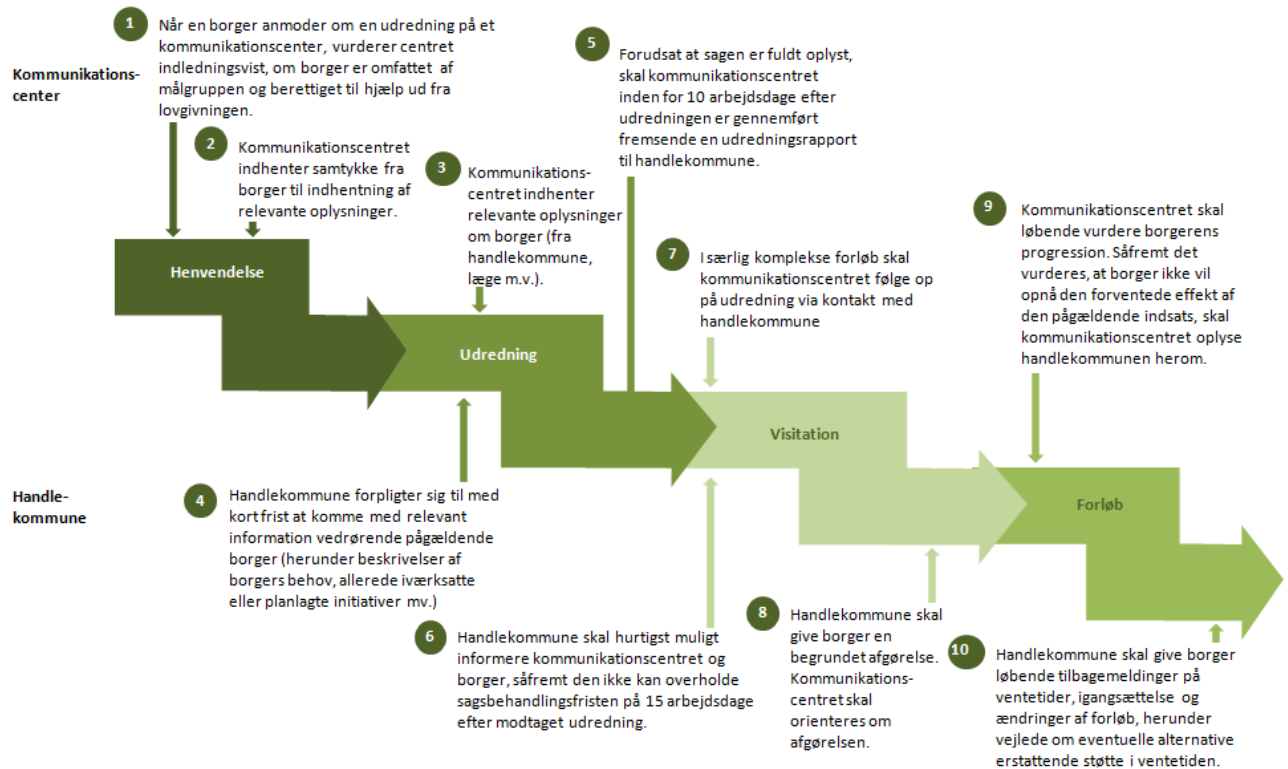 Kommunikations-
center
1
Når en borger anmoder om en udredning på et
kommunikationscenter, vurderer centret
indledningsvist, om borger er omfattet af
målgruppen og berettiget til hjælp ud fra
lovgivningen.
2
Kommunikationscentret
indhenter samtykke fra
borger til indhentning af
relevante oplysninger.
3
Kommunikations-
centret indhenter
relevante oplysninger
om borger (fra
handlekommune,
læge m.v.).
5
Forudsat at sagen er fuldt oplyst,
skal kommunikationscentret
inden for 10 arbejdsdage efter
udredningen er gennemført
fremsende en udredningsrapport
til handlekommune.
7
I særlig komplekse forløb skal
kommunikationscentret følge op
på udredning via kontakt med
handlekommune
9
Kommunikationscentret skal
løbende vurdere borgerens
progression. Såfremt det
vurderes, at borger ikke vil
opnå den forventede effekt af
den pågældende indsats, skal
kommunikationscentret oplyse
handlekommunen herom.
Henvendelse
Udredning
Visitation
Forløb
Handle-
kommune
4
Handlekommune forpligter sig til med
kort frist at komme med relevant
information vedrørende pågældende
borger (herunder beskrivelser af
borgers behov, allerede iværksatte
eller planlagte initiativer mv.)
6
Handlekommune skal hurtigst muligt
informere kommunikationscentret og
borger, såfremt den ikke kan overholde
sagsbehandlingsfristen på 15 arbejdsdage
efter modtaget udredning.
8
Handlekommune skal
give borger en
begrundet afgørelse.
Kommunikations-
centret skal
orienteres om
afgørelsen.
10
Handlekommune skal give borger
løbende tilbagemeldinger på
ventetider, igangsættelse og
ændringer af forløb, herunder
vejlede om eventuelle alternative
erstattende støtte i ventetiden.